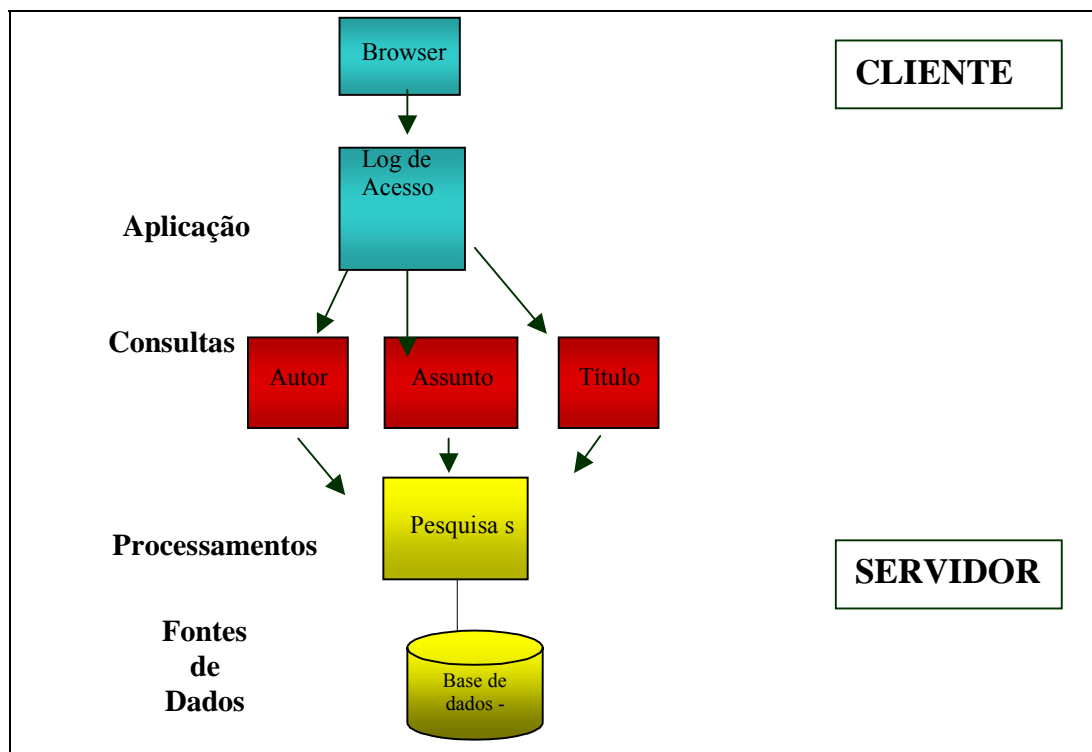 Browser
CLIENTE
Log de
Acesso
Aplicação
Consultas
Autor
Assunto
Título
Pesquisa s
Processamentos
SERVIDOR
Fontes
de
Dados
Base de
dados -